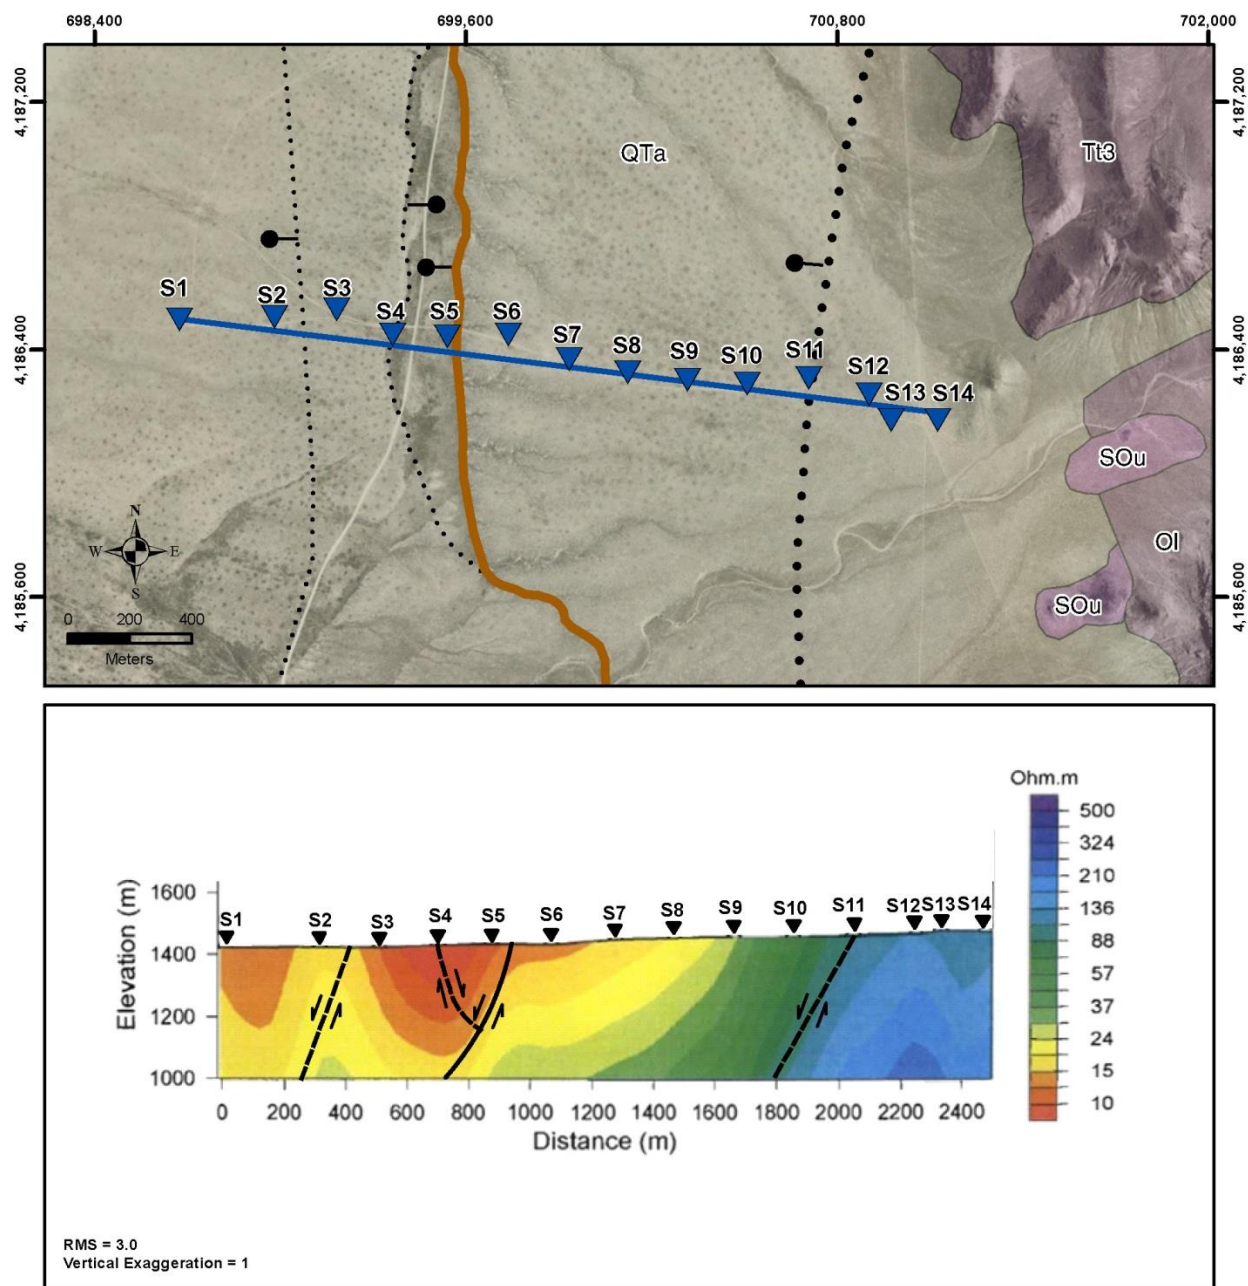 698,400 699,600 700,800 702,000
4,187,200 4,187,200
QTa Tt3
S1 S2 S3 S4 S5 S6 S7 S8 S9 S10 S11 S12 S13 S14
4,186,400 4,186,400
SOu
N
W E
S
Ol
SOu
4,185,600 4,185,600
0 200 400
Meters
Ohm.m
500
324
210
136
88
57
37
24
15
10
Elevation (m)
1600
1400
1200
1000
S1 S2 S3 S4 S5 S6 S7 S8 S9 S10 S11 S12 S13 S14
0 200 400 600 800 1000 1200 1400 1600 1800 2000 2200 2400
Distance (m)
RMS = 3.0
Vertical Exaggeration = 1